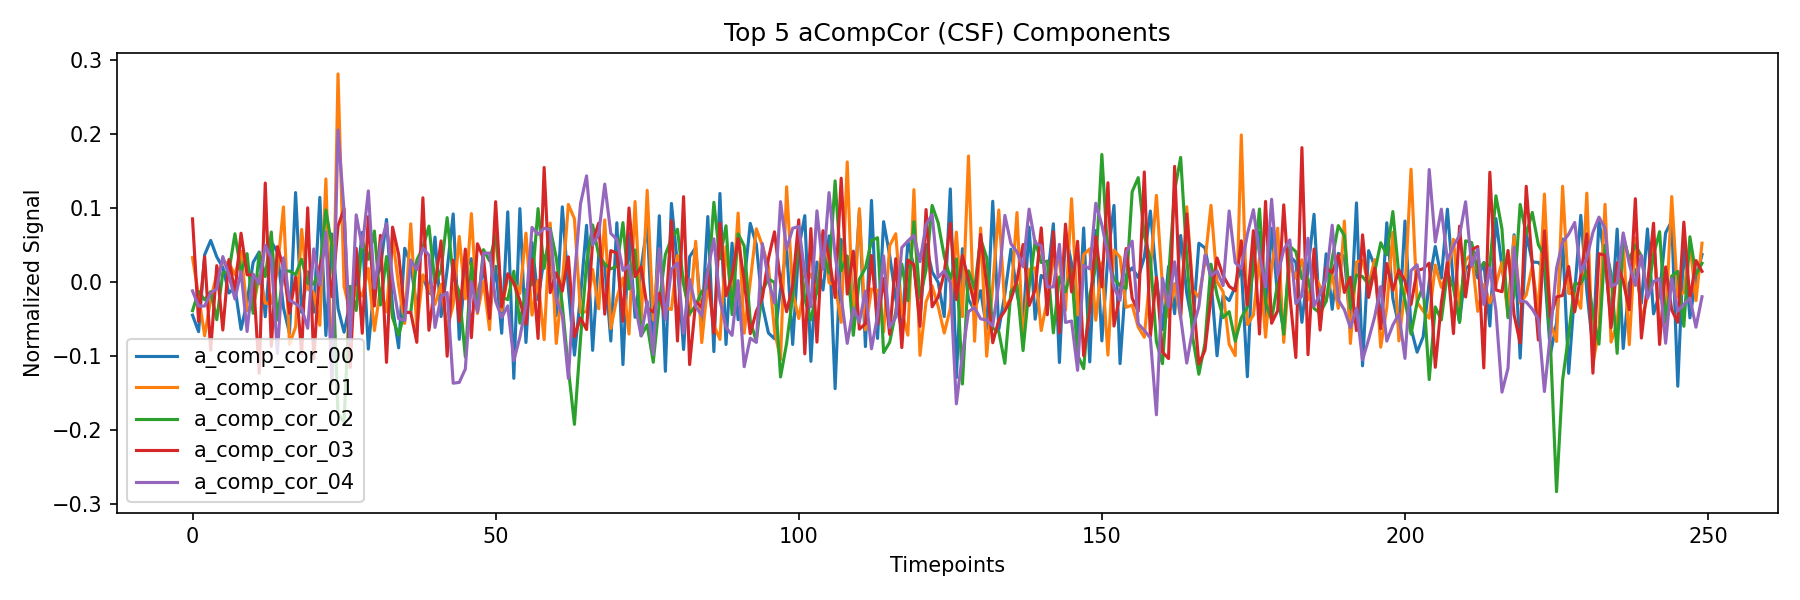 Top 5 aCompCor (CSF) Components
Normalized Signal
0.3
0.2
0.1
0.0
−0.1
−0.2
−0.3
a_comp_cor_00
a_comp_cor_01
a_comp_cor_02
a_comp_cor_03
a_comp_cor_04
0 50 100 150 200 250
Timepoints